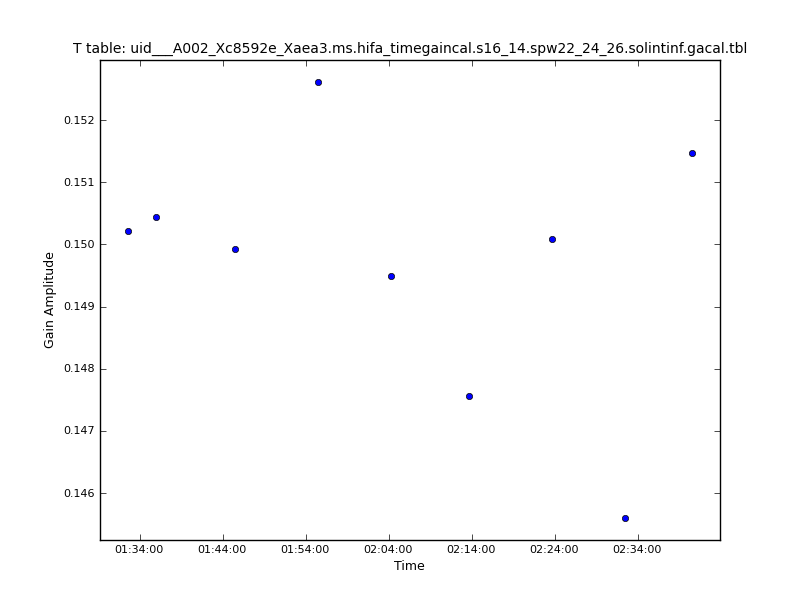 T table: uid___A002_Xc8592e_Xaea3.ms.hifa_timegaincal.s16_14.spw22_24_26.solintinf.gacal.tbl
0.152
0.151
0.150
0.149
0.148
0.147
0.146
Gain Amplitude
01:34:00 01:44:00 01:54:00 02:04:00 02:14:00 02:24:00 02:34:00
Time